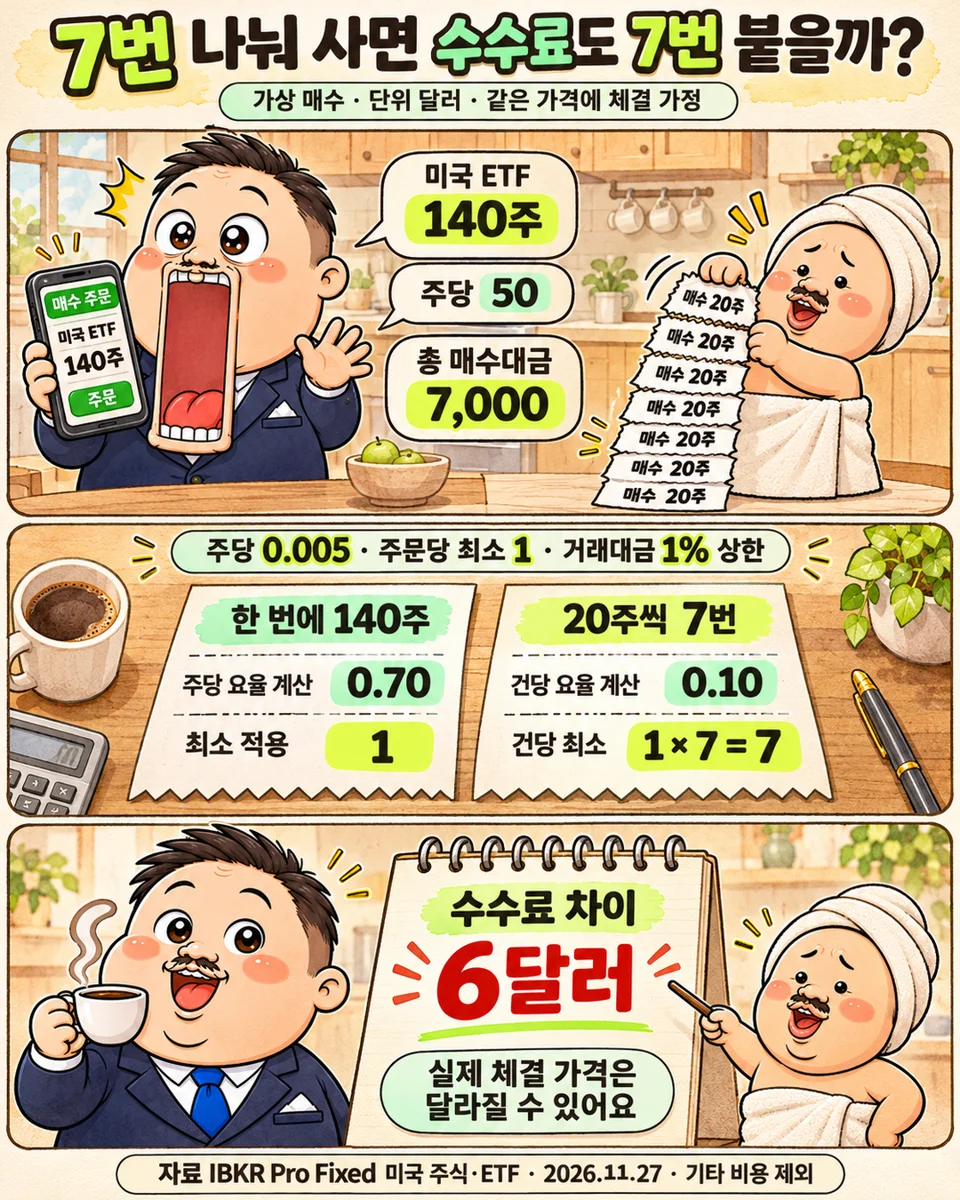 7번 나눠 사면 수수료도 7번 붙을까?
가상 매수 · 단위 달러 · 같은 가격에 체결 가정
매수 주문
미국 ETF
140주
주문
미국 ETF
140주
주당 50
총 매수대금
7,000
매수 20주
매수 20주
매수 20주
매수 20주
매수 20주
매수 20주
매수 20주
주당 0.005 · 주문당 최소 1 · 거래대금 1% 상한
한 번에 140주
주당 요율 계산 0.70
최소 적용 1
20주씩 7번
건당 요율 계산 0.10
건당 최소 1 × 7 = 7
수수료 차이
6달러
실제 체결 가격은
달라질 수 있어요
자료 IBKR Pro Fixed 미국 주식·ETF · 2026.11.27 · 기타 비용 제외